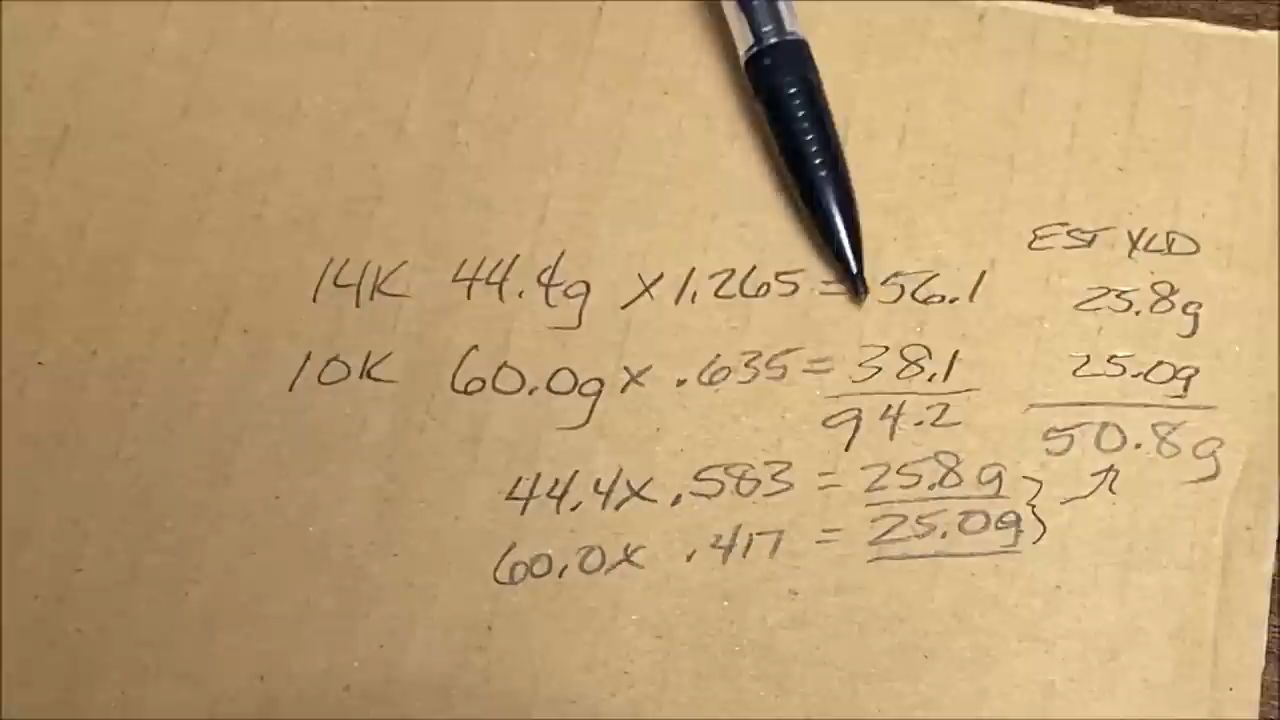 EST YLD
14K 44.4g x 1.265 = 56.1 25.8g
10K 60.0g x .635 = 38.1 25.0g
94.2 50.8g
44.4 x .583 = 25.8g
60.0 x .417 = 25.0g